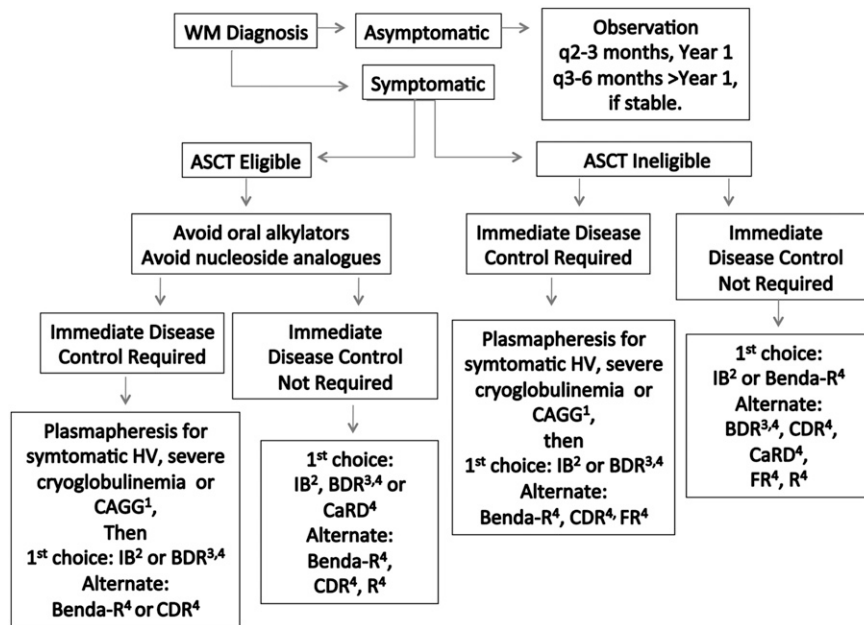 WM Diagnosis
Asymptomatic
Observation
q2-3 months, Year 1
q3-6 months >Year 1,
if stable.
Symptomatic
ASCT Eligible
ASCT Ineligible
Avoid oral alkylators
Avoid nucleoside analogues
Immediate Disease
Control Required
Immediate
Disease Control
Not Required
Immediate Disease
Control Required
Immediate
Disease Control
Not Required
Plasmapheresis for
symtomatic HV, severe
cryoglobulinemia or
CAGG¹,
Then
1st choice: IB² or BDR³,⁴
Alternate:
Benda-R⁴ or CDR⁴
1st choice:
IB², BDR³,⁴ or
CaRD⁴
Alternate:
Benda-R⁴,
CDR⁴, R⁴
Plasmapheresis for
symtomatic HV, severe
cryoglobulinemia or
CAGG¹,
then
1st choice: IB² or BDR³,⁴
Alternate:
Benda-R⁴, CDR⁴, FR⁴
1st choice:
IB² or Benda-R⁴
Alternate:
BDR³,⁴, CDR⁴,
CaRD⁴,
FR⁴, R⁴